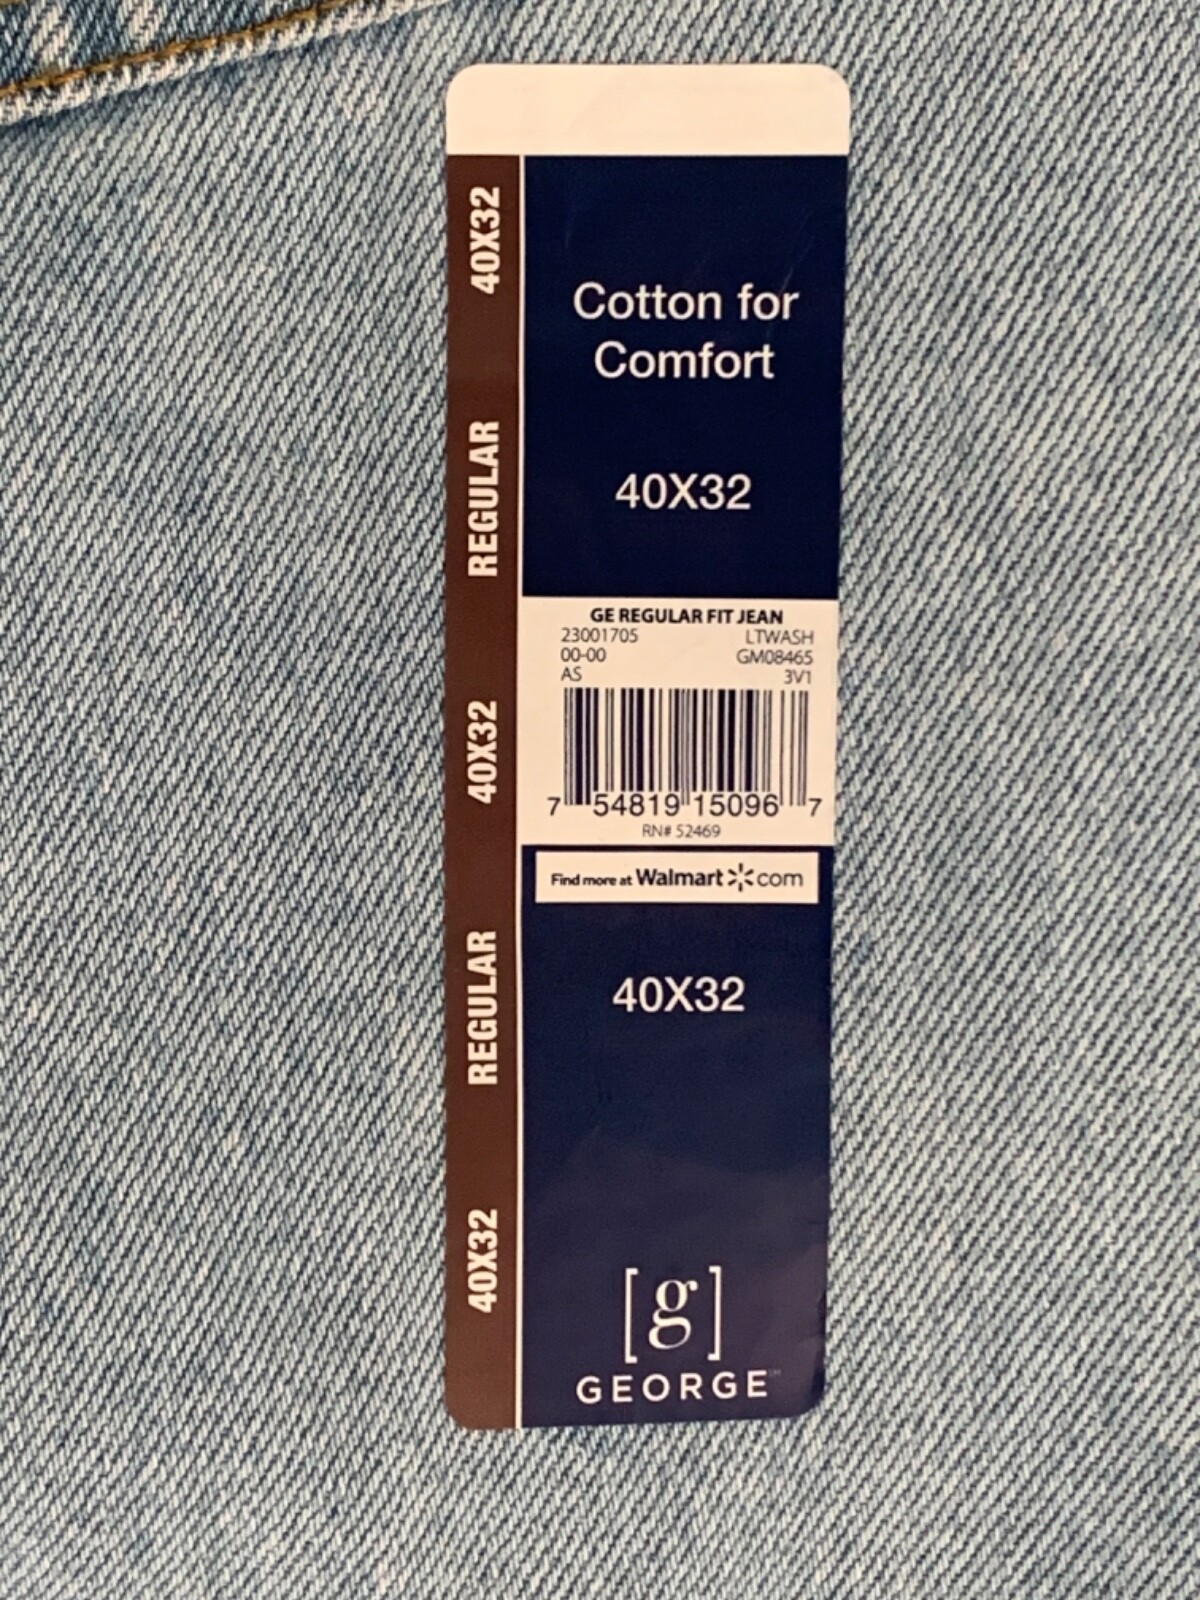 40X32
REGULAR
40X32
REGULAR
40X32
Cotton for
Comfort
40X32
GE REGULAR FIT JEAN
23001705 LTWASH
00-00 GM08465
AS 3V1
7 54819 15096 7
RN# 52469
Find more at Walmart com
40X32
[g]
GEORGE